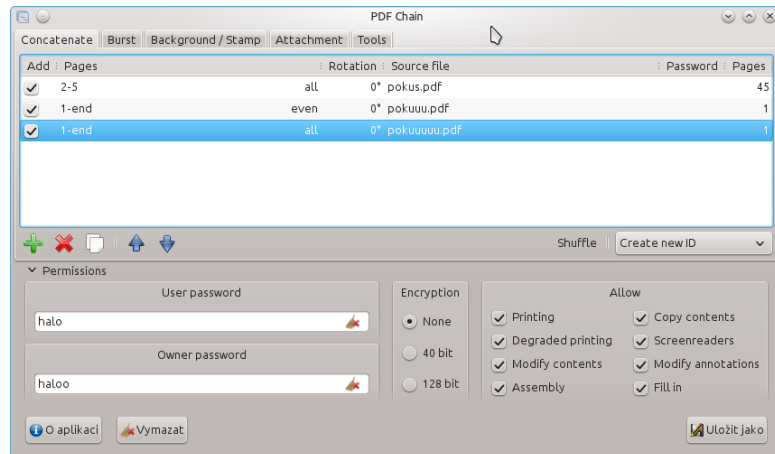 PDF Chain
Concatenate Burst Background / Stamp Attachment Tools
Add Pages Rotation Source file Password Pages
2-5 all 0° pokus.pdf 45
1-end even 0° pokuuu.pdf 1
1-end all 0° pokuuuuu.pdf 1
Shuffle Create new ID
Permissions
User password Encryption Allow
halo None Printing Copy contents
Degraded printing Screenreaders
Owner password 40 bit Modify contents Modify annotations
haloo 128 bit Assembly Fill in
O aplikaci Vymazat Uložit jako